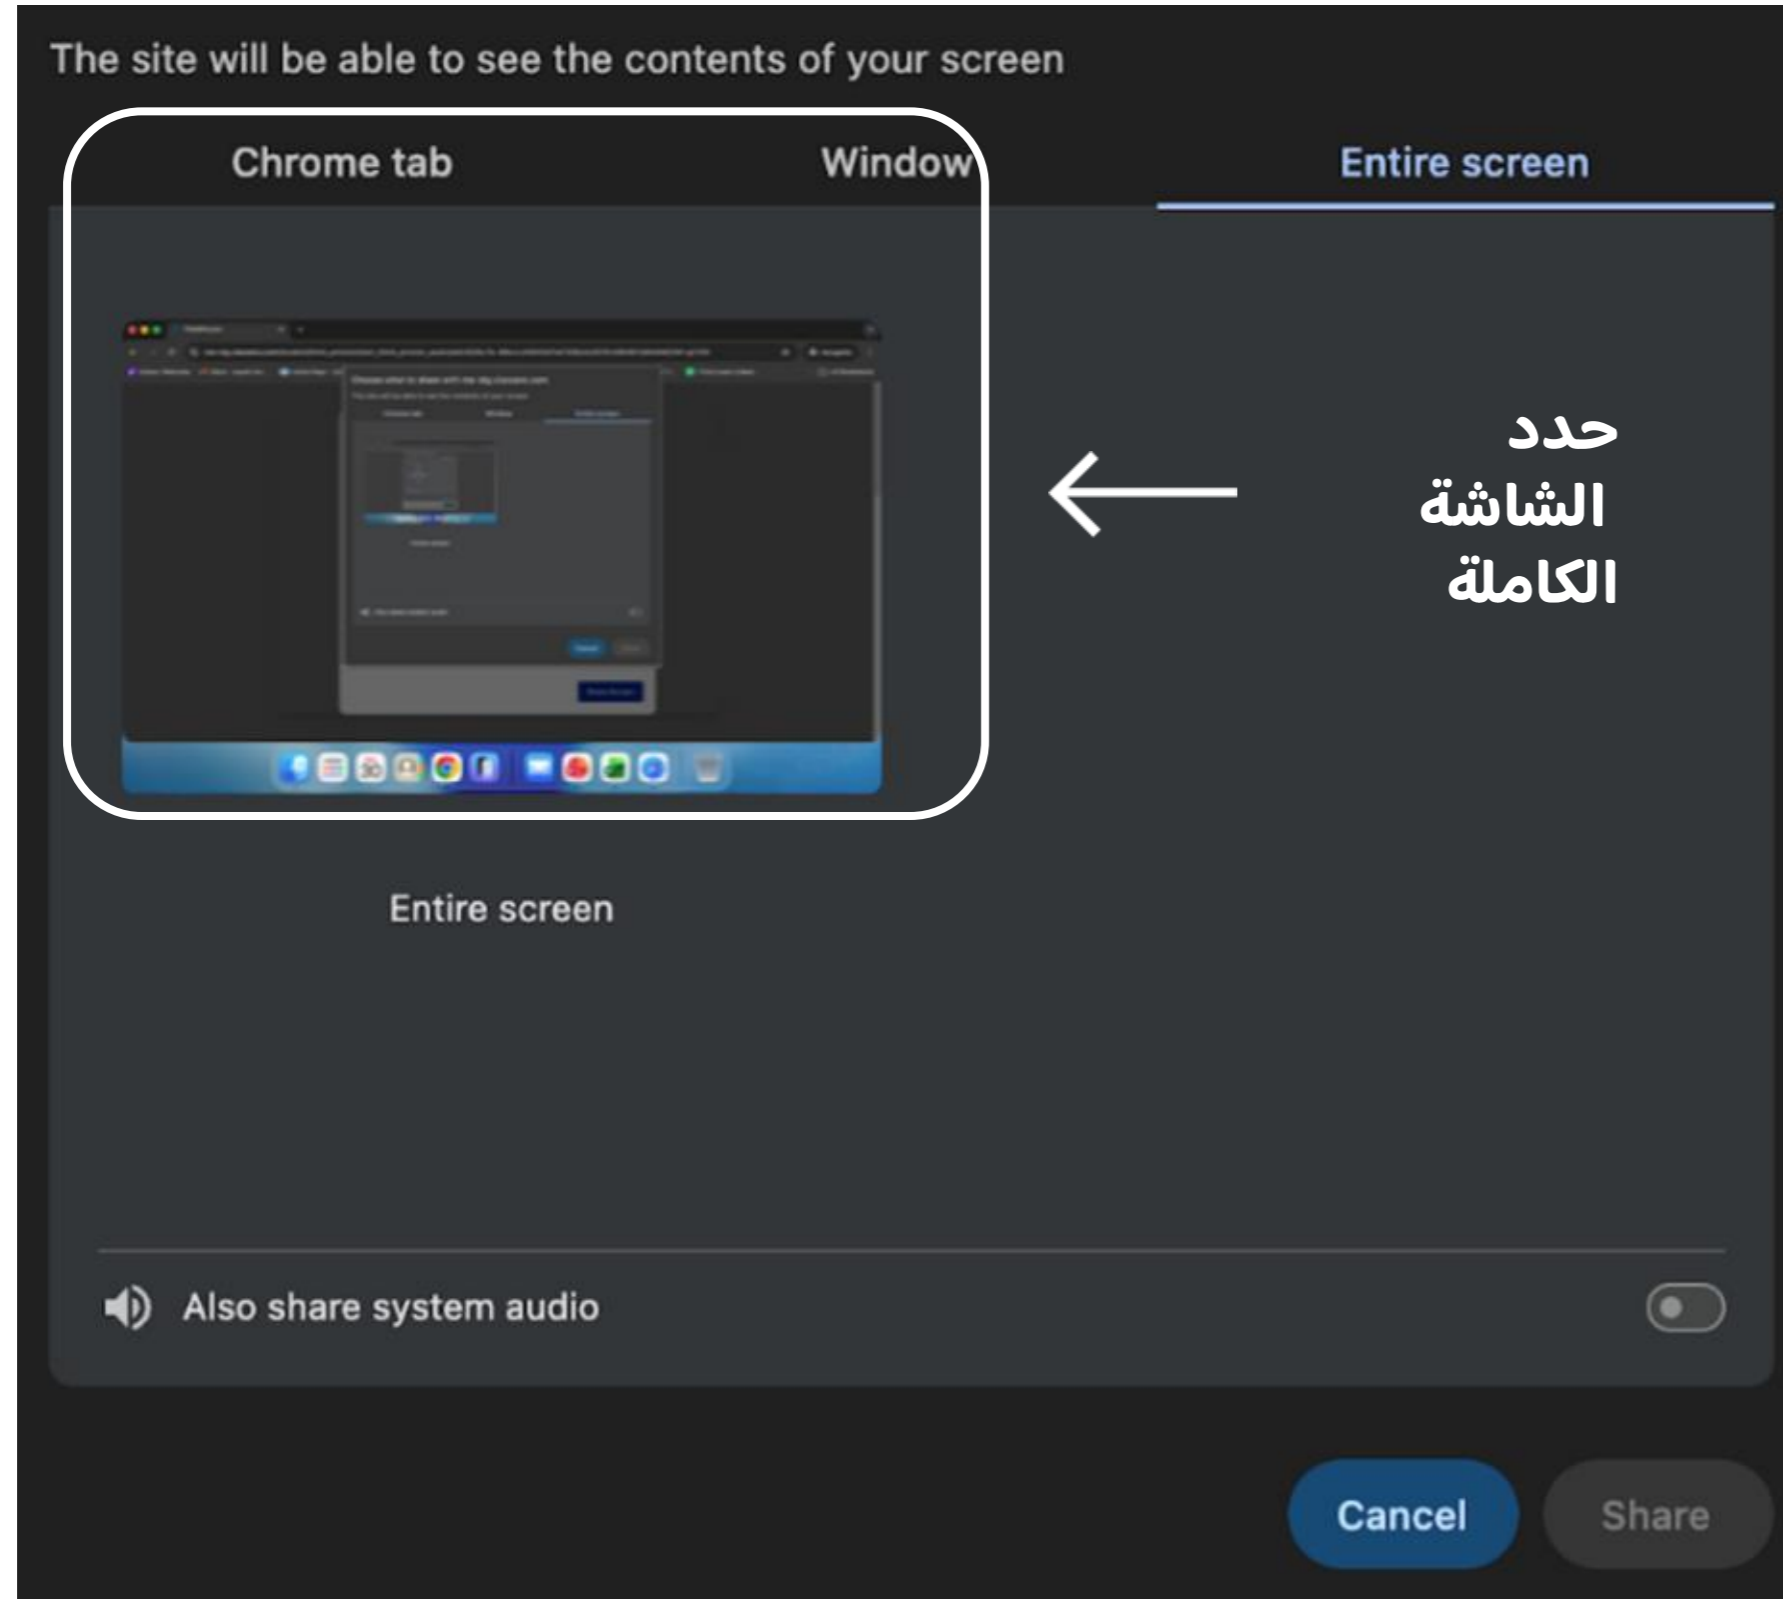 The site will be able to see the contents of your screen
Chrome tab
Window
Entire screen
حدد
الشاشة
الكاملة
Entire screen
Also share system audio
Cancel
Share